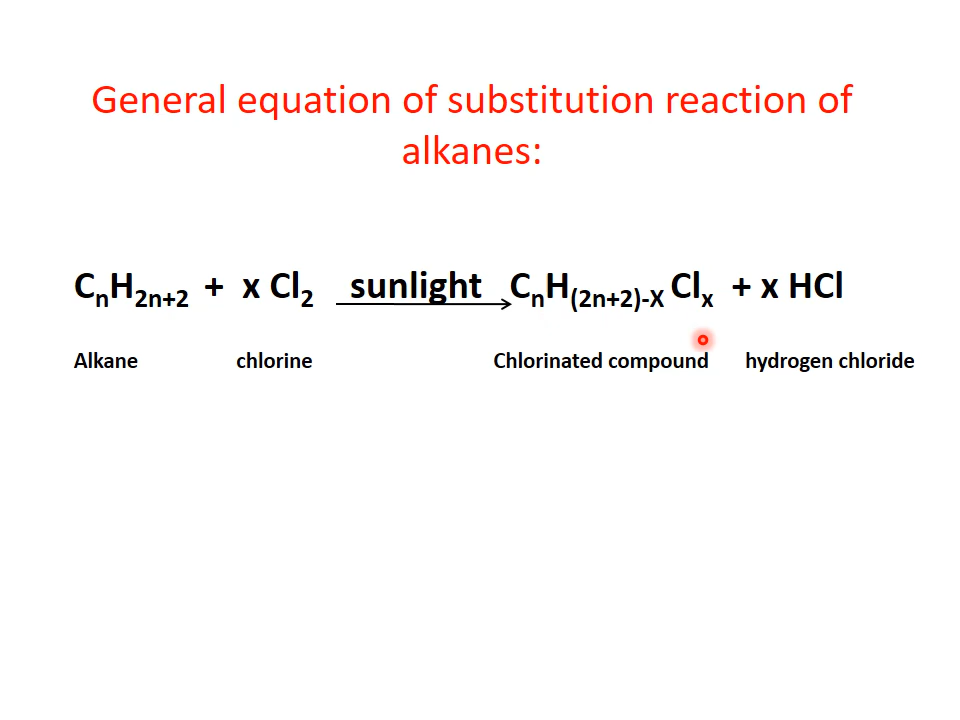 General equation of substitution reaction of
alkanes:
CₙH₂ₙ₊₂ + x Cl₂ sunlight CₙH₍₂ₙ₊₂₎₋X Clₓ + x HCl
Alkane chlorine Chlorinated compound hydrogen chloride